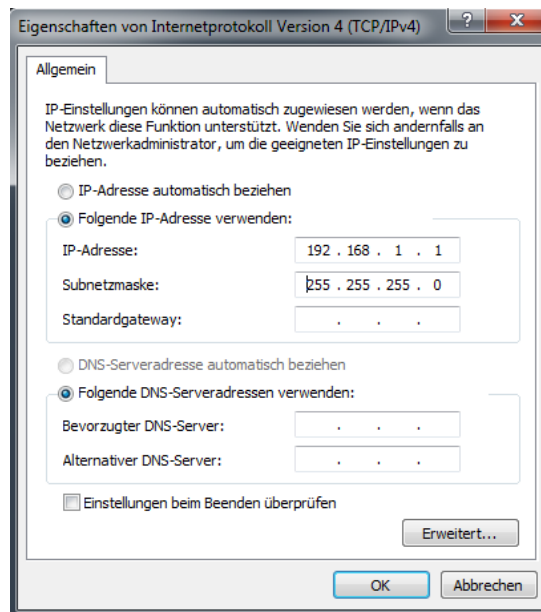 Eigenschaften von Internetprotokoll Version 4 (TCP/IPv4)
?
Allgemein
IP-Einstellungen können automatisch zugewiesen werden, wenn das
Netzwerk diese Funktion unterstützt. Wenden Sie sich andernfalls an
den Netzwerkadministrator, um die geeigneten IP-Einstellungen zu
beziehen.
IP-Adresse automatisch beziehen
Folgende IP-Adresse verwenden:
IP-Adresse: 192 . 168 . 1 . 1
Subnetzmaske: 255 . 255 . 255 . 0
Standardgateway: . . .
DNS-Serveradresse automatisch beziehen
Folgende DNS-Serveradressen verwenden:
Bevorzugter DNS-Server: . . .
Alternativer DNS-Server: . . .
Einstellungen beim Beenden überprüfen
Erweitert...
OK Abbrechen